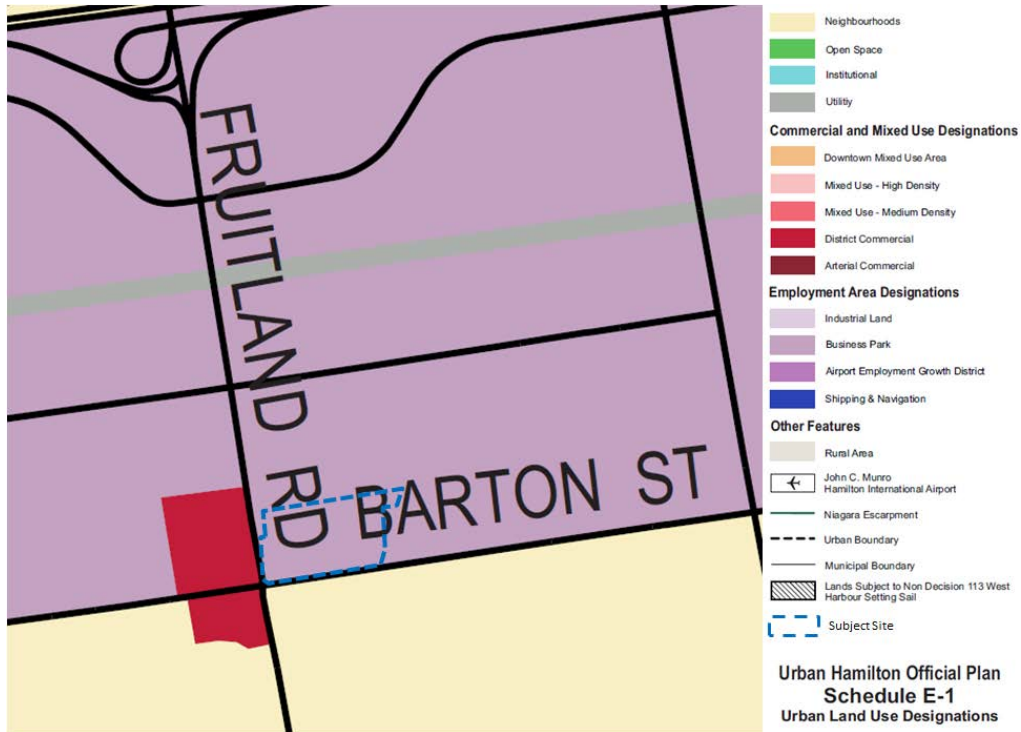 FRUITLAND RD
BARTON ST
Neighbourhoods
Open Space
Institutional
Utilitiy
Commercial and Mixed Use Designations
Downtown Mixed Use Area
Mixed Use - High Density
Mixed Use - Medium Density
District Commercial
Arterial Commercial
Employment Area Designations
Industrial Land
Business Park
Airport Employment Growth District
Shipping & Navigation
Other Features
Rural Area
John C. Munro
Hamilton International Airport
Niagara Escarpment
Urban Boundary
Municipal Boundary
Lands Subject to Non Decision 113 West
Harbour Setting Sail
Subject Site
Urban Hamilton Official Plan
Schedule E-1
Urban Land Use Designations